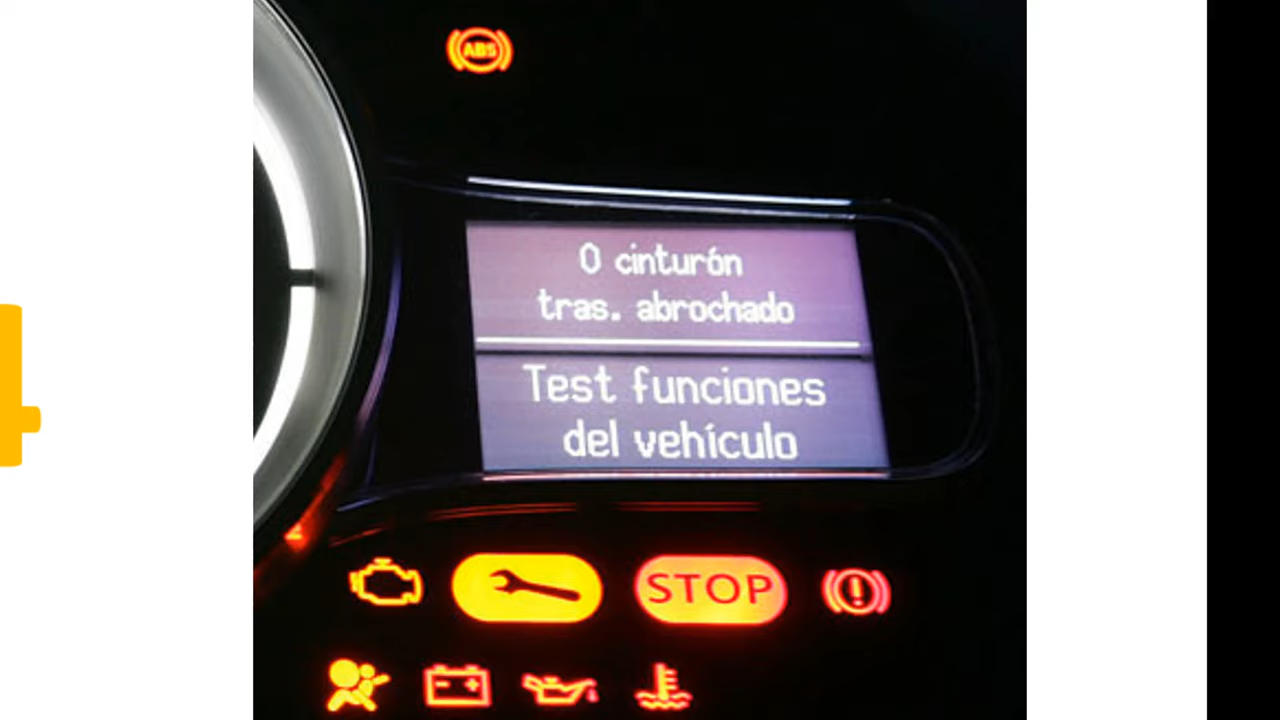 ABS
0 cinturón
tras. abrochado
Test funciones
del vehículo
STOP